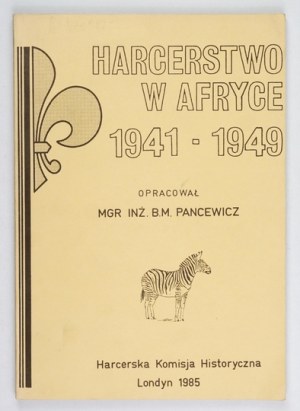 HARCERSTWO
W AFRYCE
1941 - 1949
OPRACOWAŁ
MGR INŻ. B.M. PANCEWICZ
Harcerska Komisja Historyczna
Londyn 1985